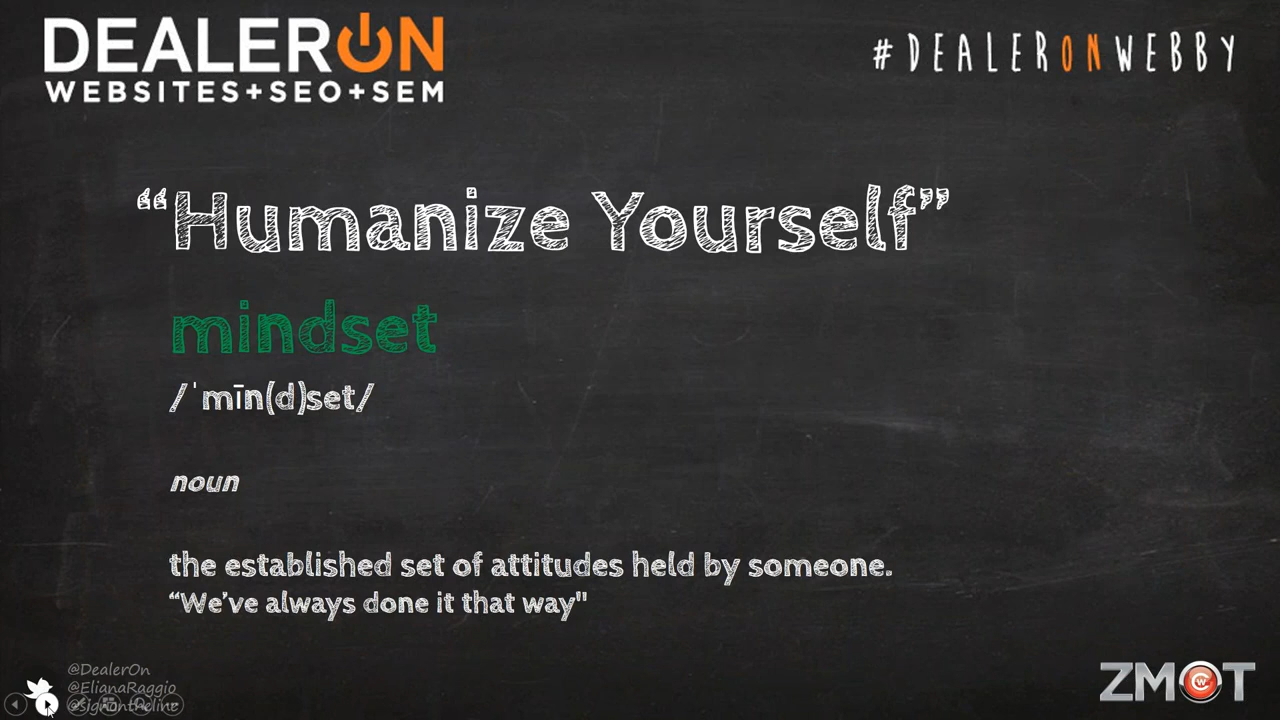 DEALERON
WEBSITES+SEO+SEM
#DEALERONWEBBY
“Humanize Yourself”
mindset
/ˈmīn(d)set/
noun
the established set of attitudes held by someone.
“We’ve always done it that way"
@DealerOn
@ElianaRaggio
@signontheline
ZMOT